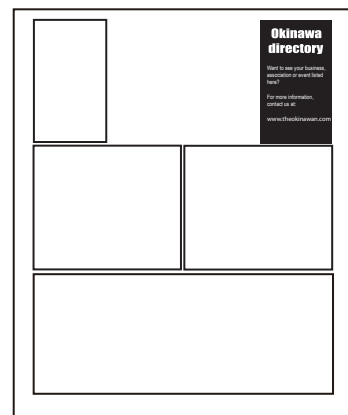 Okinawa
directory
Want to see your business,
association or event listed
here?
For more information,
contact us at:
www.theokinawan.com